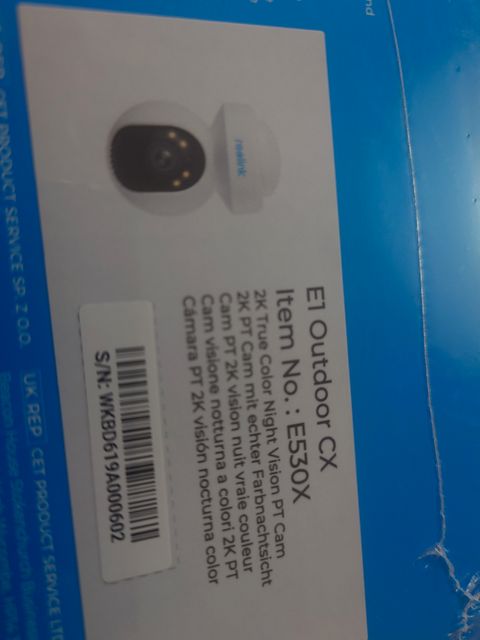 reolink
E1 Outdoor CX
Item No.: E530X
2K True Color Night Vision PT Cam
2K PT Cam mit echter Farbnachtsicht
Cam PT 2K vision nuit vraie couleur
Cam visione notturna a colori 2K PT
Cámara PT 2K visión nocturna color
S/N: WKBD619A000602
CET PRODUCT SERVICE SP. Z O.O.
UK REP CET PRODUCT SERVICE LTD
Beacon House